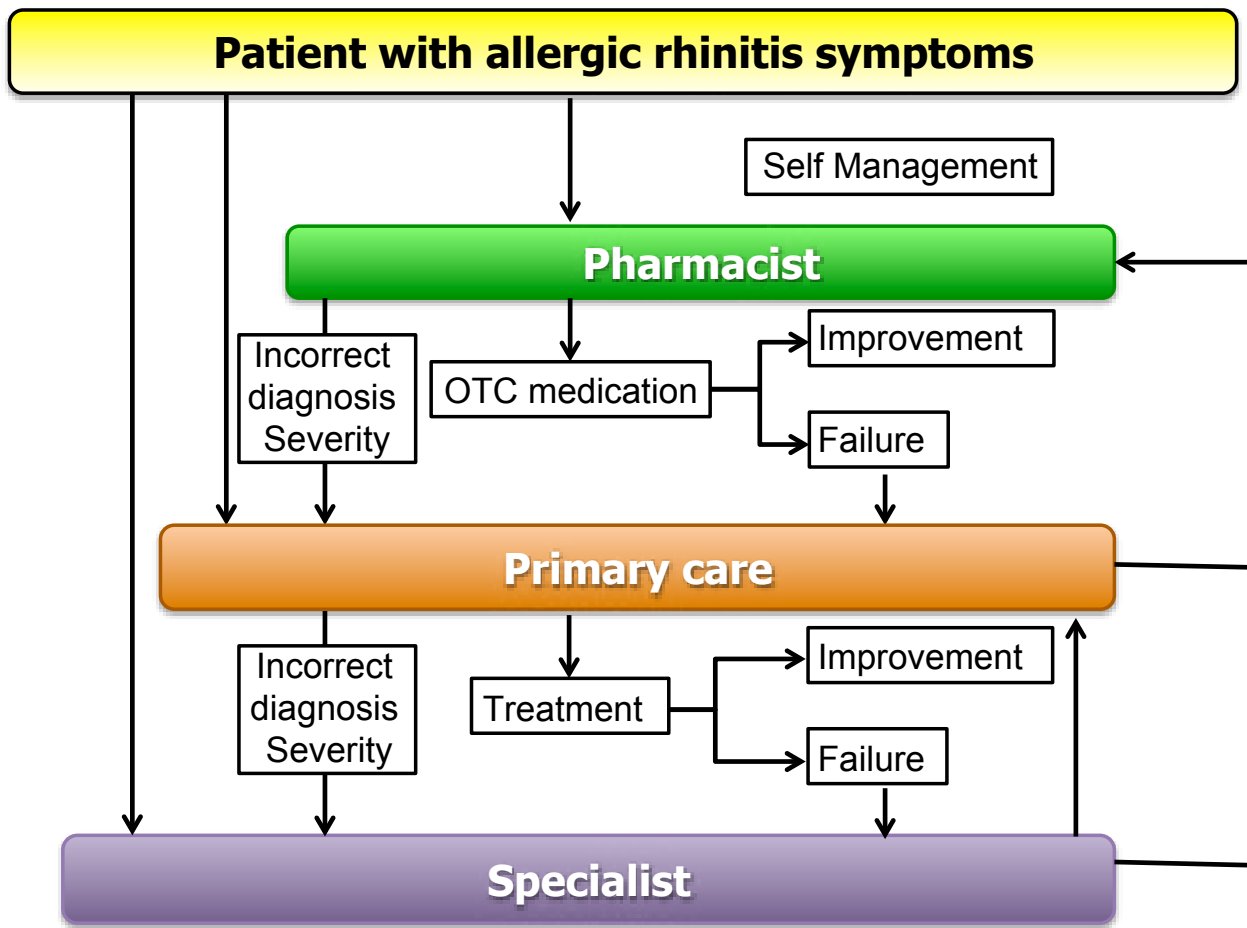 Patient with allergic rhinitis symptoms
Self Management
Pharmacist
Incorrect
diagnosis
Severity
OTC medication
Improvement
Failure
Primary care
Incorrect
diagnosis
Severity
Treatment
Improvement
Failure
Specialist